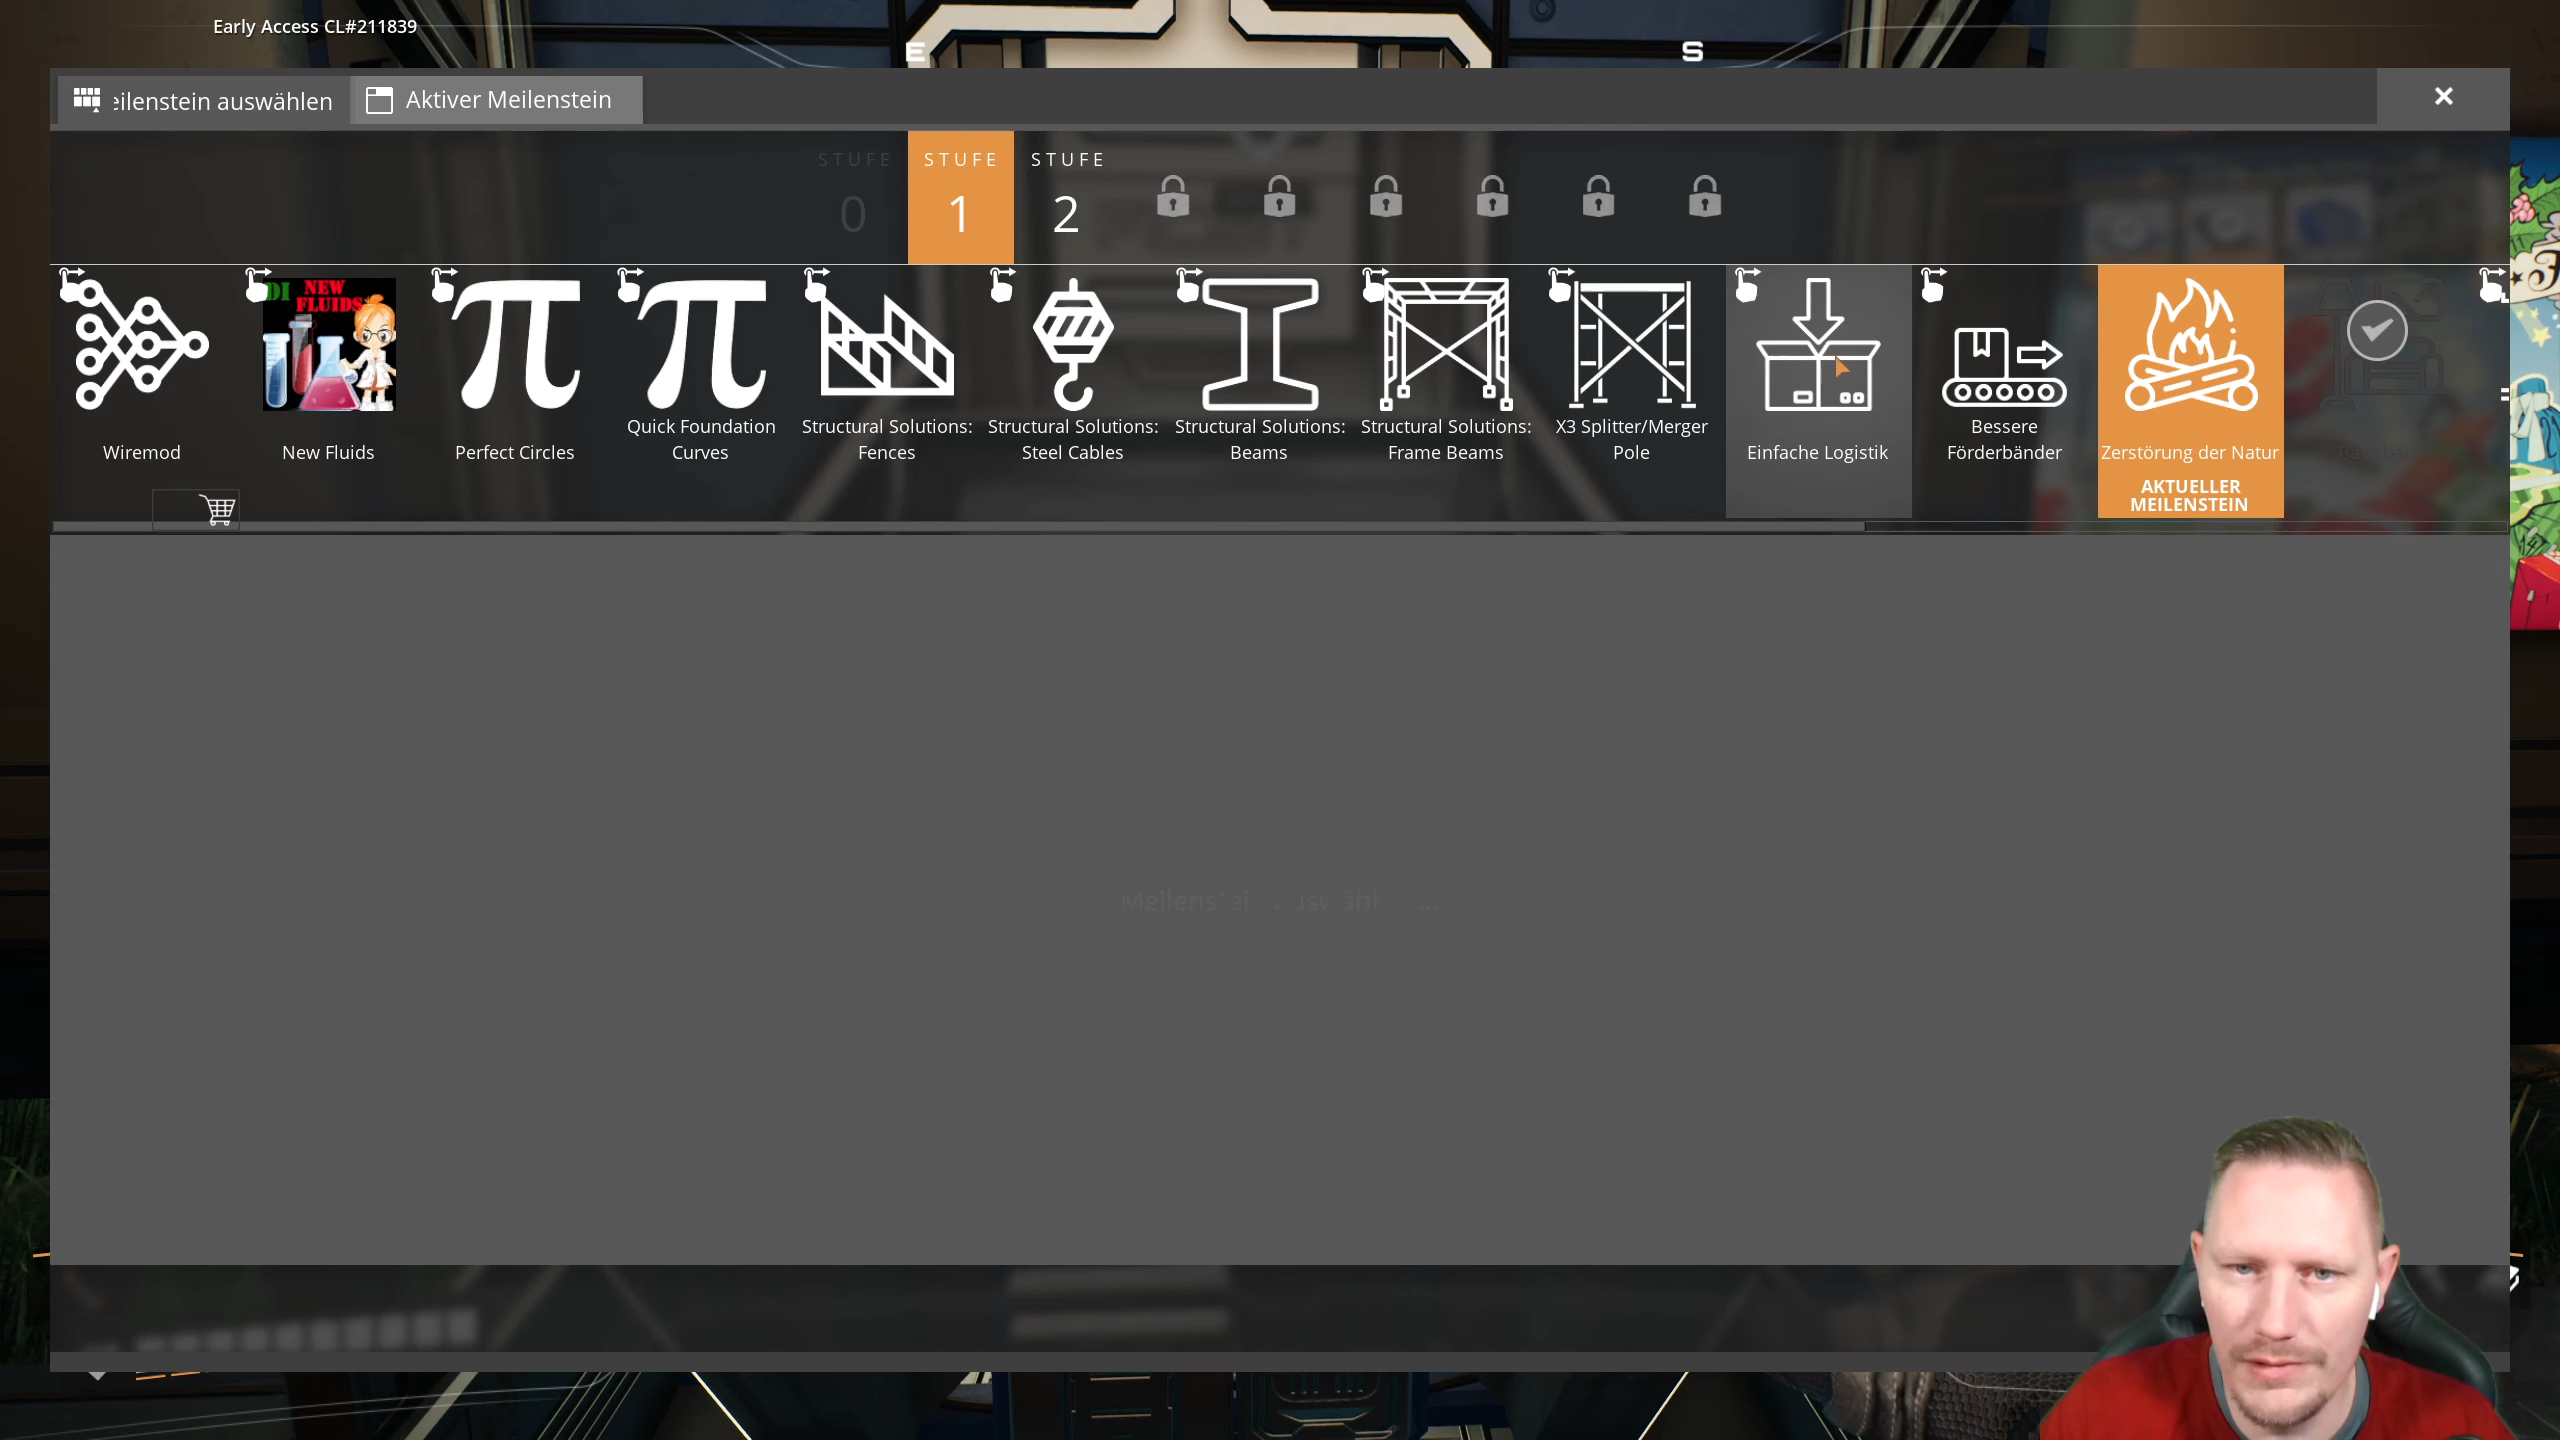 Early Access CL#211839
E
S
eilenstein auswählen
Aktiver Meilenstein
STUFE
0
STUFE
1
STUFE
2
DI NEW
FLUIDS
Wiremod
New Fluids
Perfect Circles
Quick Foundation
Curves
Structural Solutions:
Fences
Structural Solutions:
Steel Cables
Structural Solutions:
Beams
Structural Solutions:
Frame Beams
X3 Splitter/Merger
Pole
Einfache Logistik
Bessere
Förderbänder
Zerstörung der Natur
AKTUELLER
MEILENSTEIN